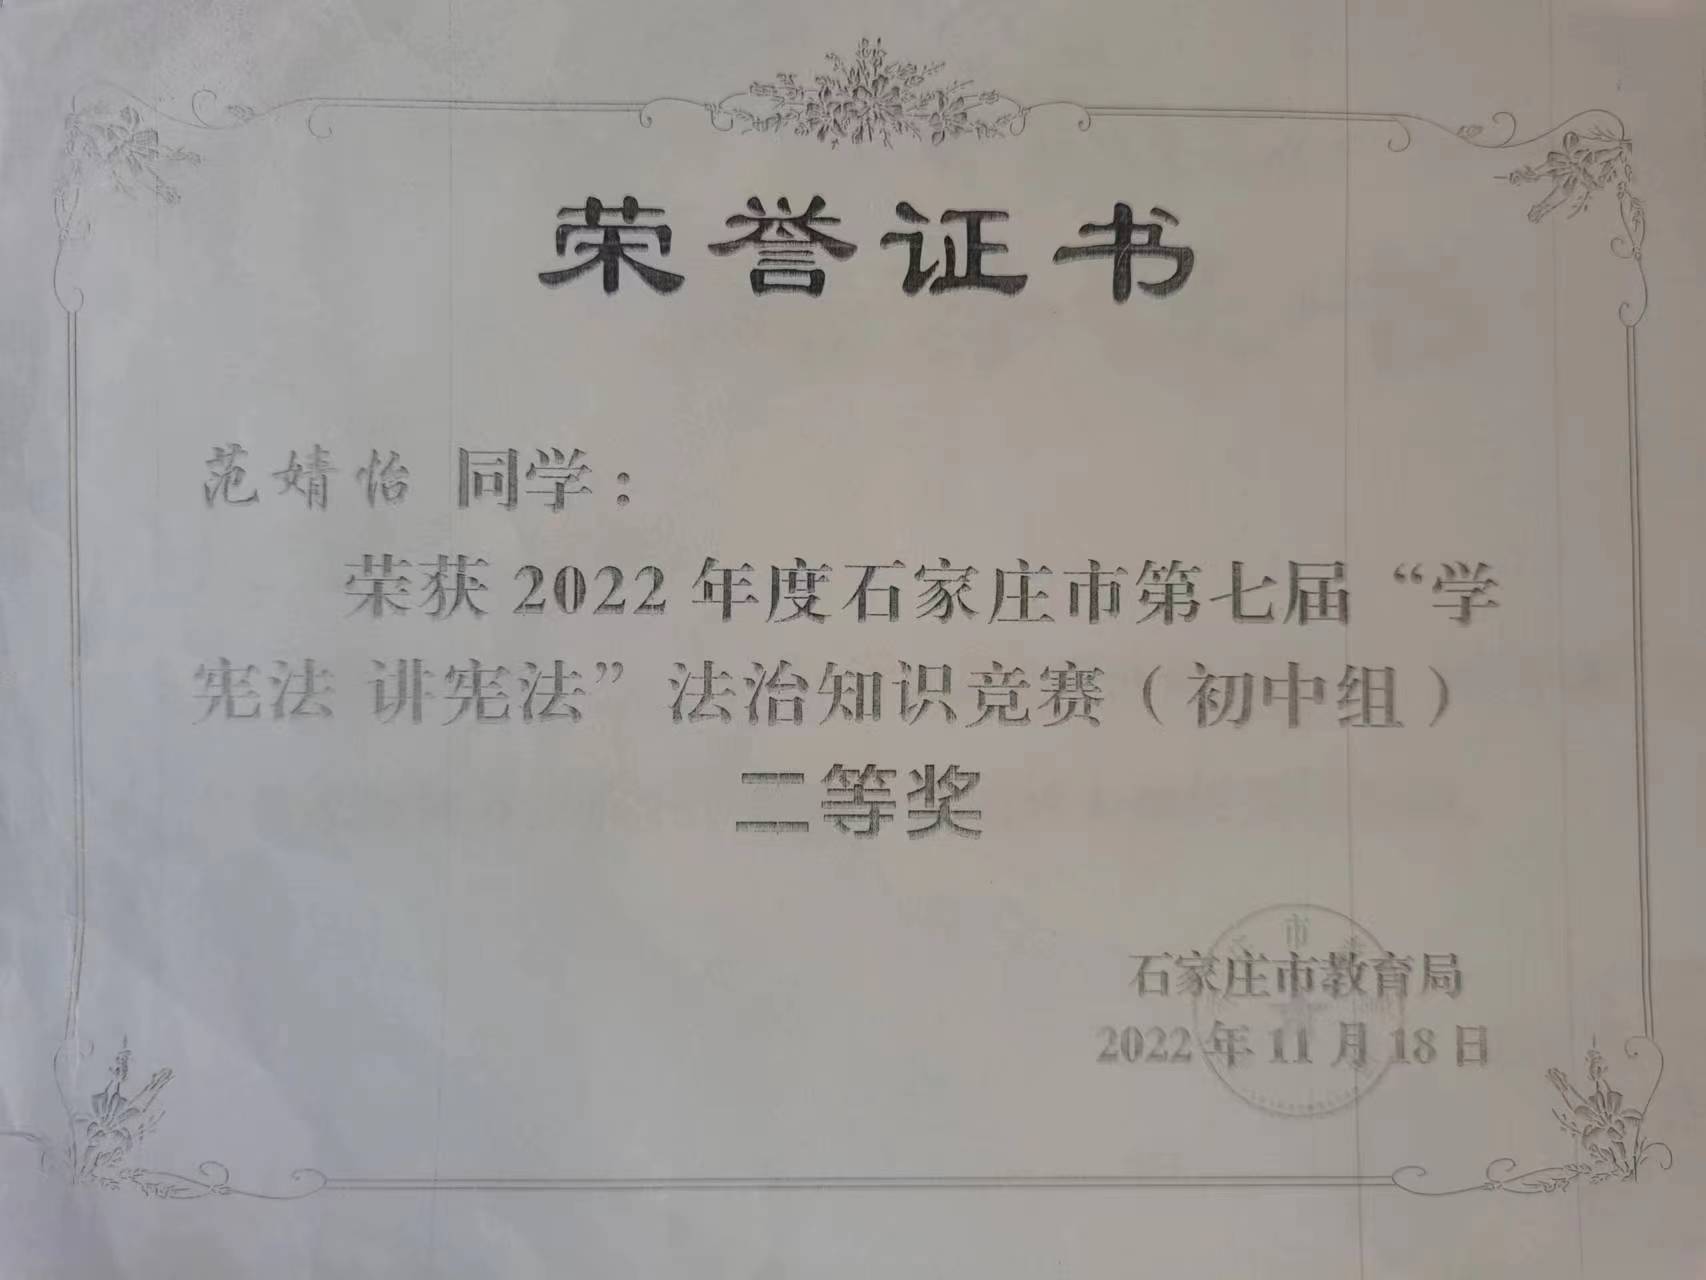 荣誉证书
范婧怡 同学：
荣获 2022 年度石家庄市第七届“学
宪法 讲宪法”法治知识竞赛（初中组）
二等奖
市
石家庄市教育局
2022 年 11 月 18 日